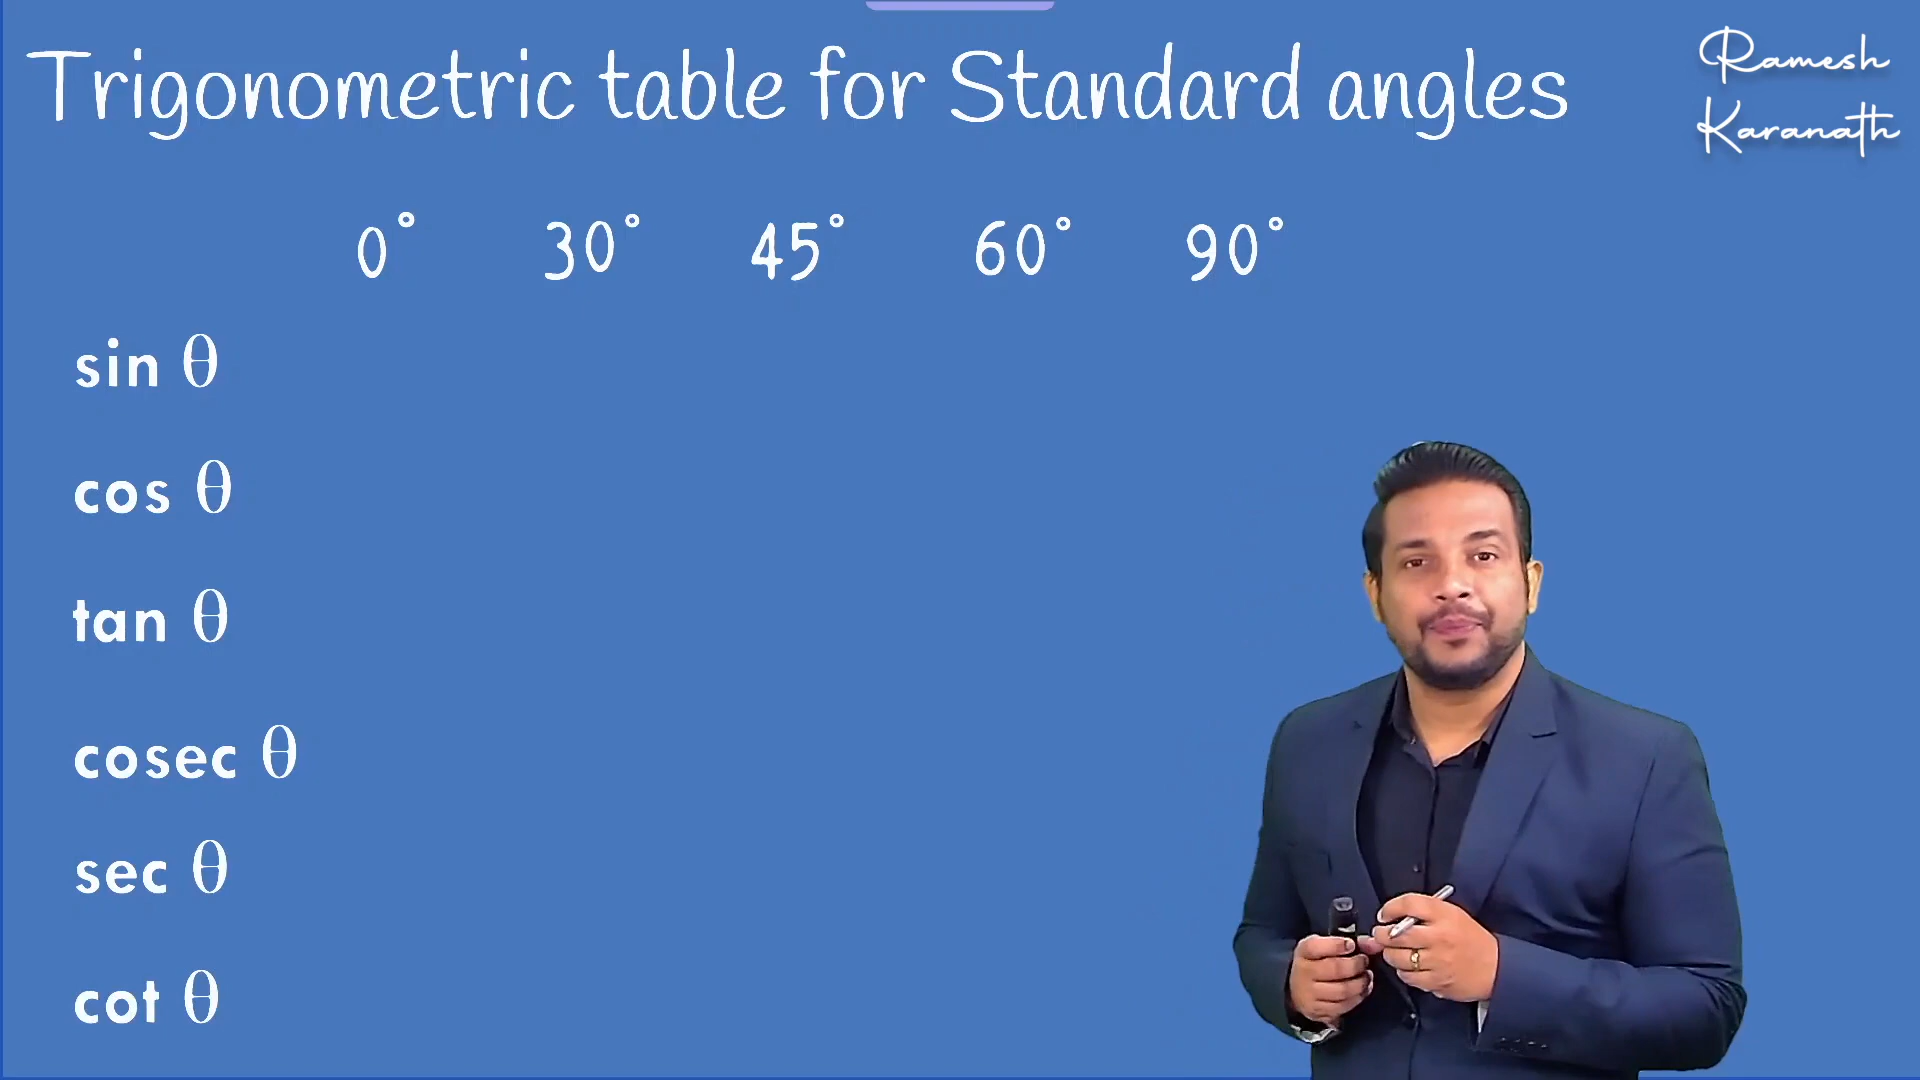 Trigonometric table for Standard angles
Ramesh
Karanath
0° 30° 45° 60° 90°
sin θ
cos θ
tan θ
cosec θ
sec θ
cot θ